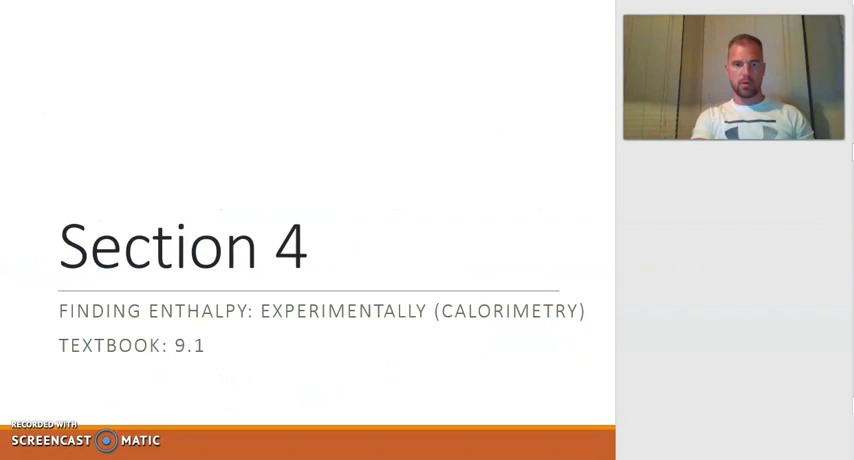 Section 4
FINDING ENTHALPY: EXPERIMENTALLY (CALORIMETRY)
TEXTBOOK: 9.1
RECORDED WITH
SCREENCAST MATIC